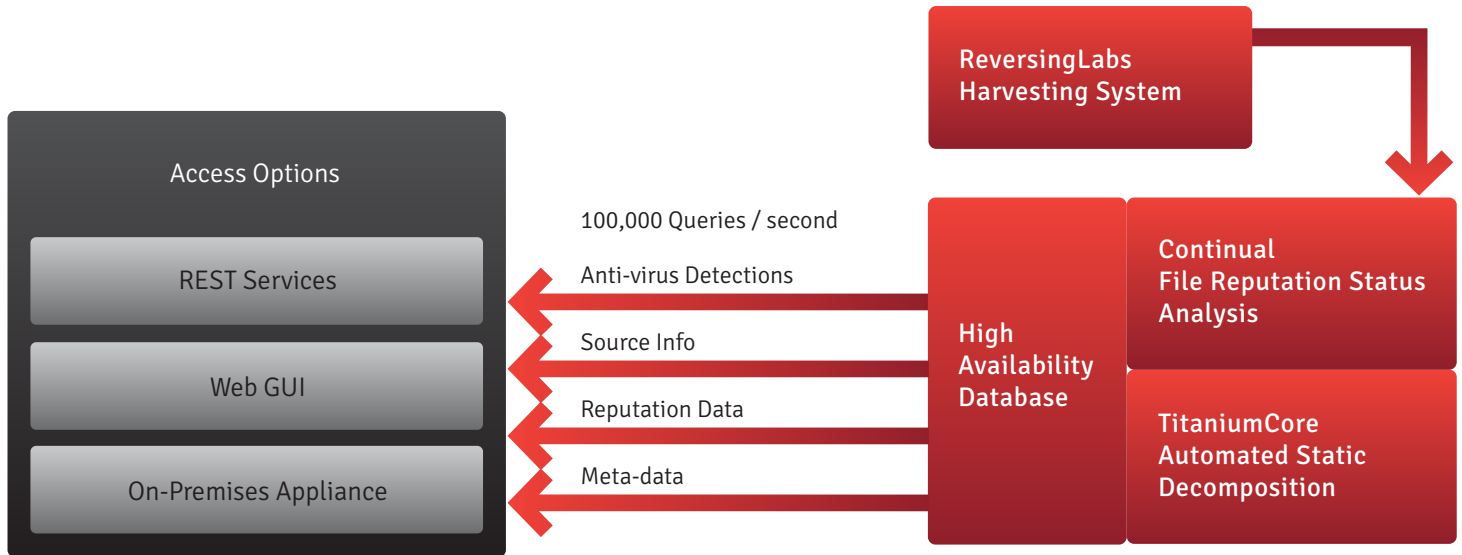 ReversingLabs
Harvesting System
Access Options
REST Services
Web GUI
On-Premises Appliance
100,000 Queries / second
Anti-virus Detections
Source Info
Reputation Data
Meta-data
High
Availability
Database
Continual
File Reputation Status
Analysis
TitaniumCore
Automated Static
Decomposition